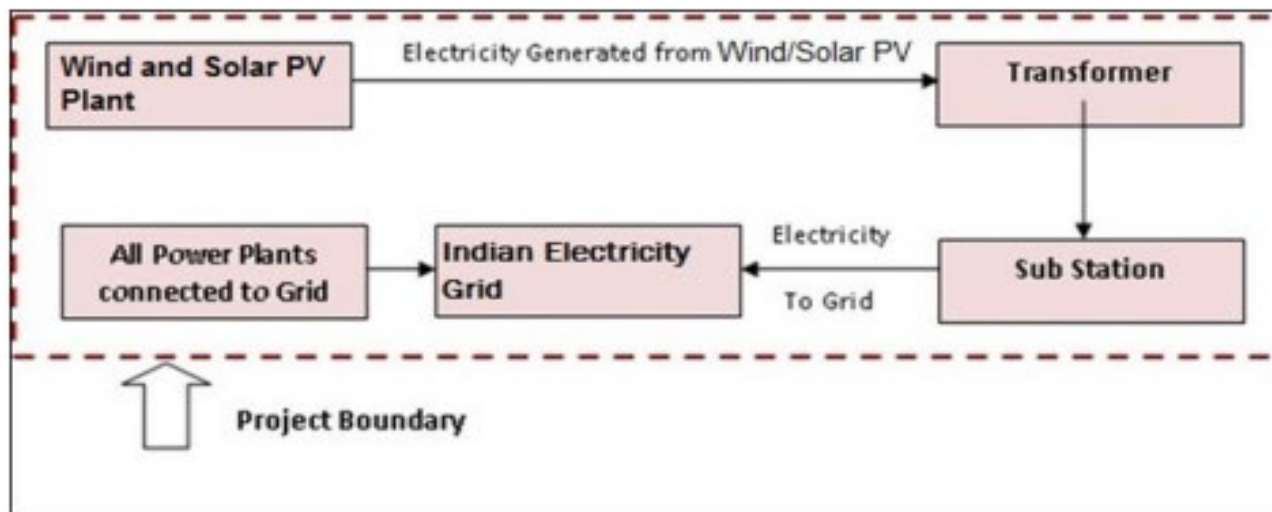 Wind and Solar PV
Plant
Electricity Generated from Wind/Solar PV
Transformer
All Power Plants
connected to Grid
Indian Electricity
Grid
Electricity
To Grid
Sub Station
Project Boundary